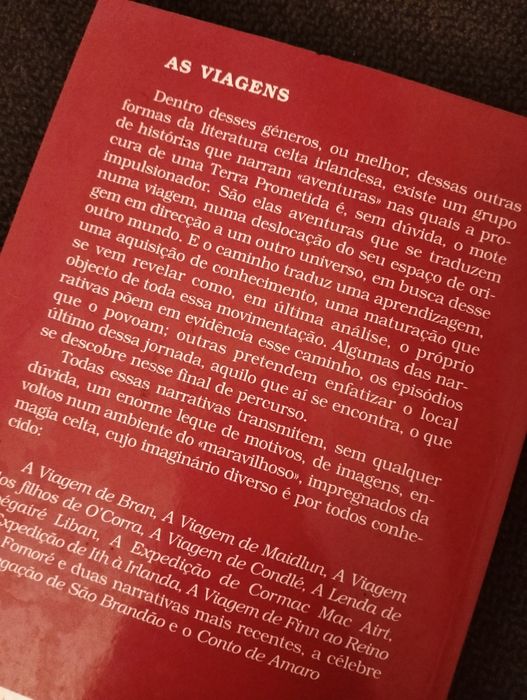 AS VIAGENS
Dentro desses géneros, ou melhor, dessas outras
formas da literatura celta irlandesa, existe um grupo
de histórias que narram «aventuras» nas quais a pro-
cura de uma Terra Prometida é, sem dúvida, o mote
impulsionador. São elas aventuras que se traduzem
numa viagem, numa deslocação do seu espaço de ori-
gem em direcção a um outro universo, em busca desse
outro mundo. E o caminho traduz uma aprendizagem,
uma aquisição de conhecimento, uma maturação que
se vem revelar como, em última análise, o próprio
objecto de toda essa movimentação. Algumas das nar-
rativas põem em evidência esse caminho, os episódios
que o povoam; outras pretendem enfatizar o local
último dessa jornada, aquilo que aí se encontra, o que
se descobre nesse final de percurso.
Todas essas narrativas transmitem, sem qualquer
dúvida, um enorme leque de motivos, de imagens, en-
voltos num ambiente do «maravilhoso», impregnados da
magia celta, cujo imaginário diverso é por todos conhe-
cido:
A Viagem de Bran, A Viagem de Maidlun, A Viagem
dos filhos de O'Corra, A Viagem de Condlé, A Lenda de
Liban, A Expedição de Cormac Mac Airt,
Expedição de Ith à Irlanda, A Viagem de Finn ao Reino
Fomoré e duas narrativas mais recentes, a célebre
de São Brandão e o Conto de Amaro